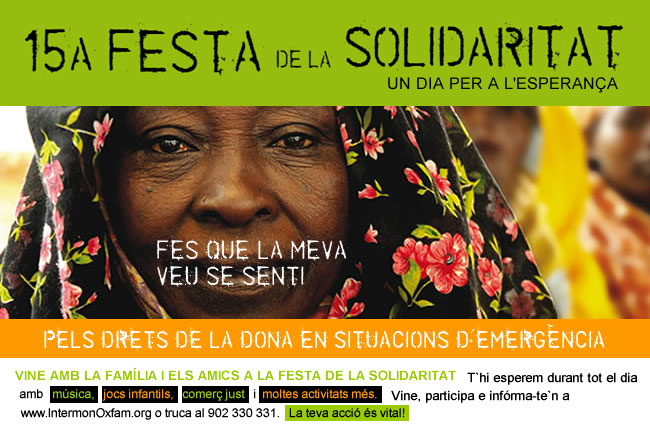 15A FESTA DE LA SOLIDARITAT
UN DIA PER A L'ESPERANÇA
FES QUE LA MEVA
VEU SE SENTI
PELS DRETS DE LA DONA EN SITUACIONS D´EMERGÈNCIA
VINE AMB LA FAMÍLIA I ELS AMICS A LA FESTA DE LA SOLIDARITAT T`hi esperem durant tot el dia
amb música, jocs infantils, comerç just i moltes activitats més. Vine, participa e infórma-te`n a
www.IntermonOxfam.org o truca al 902 330 331. La teva acció és vital!